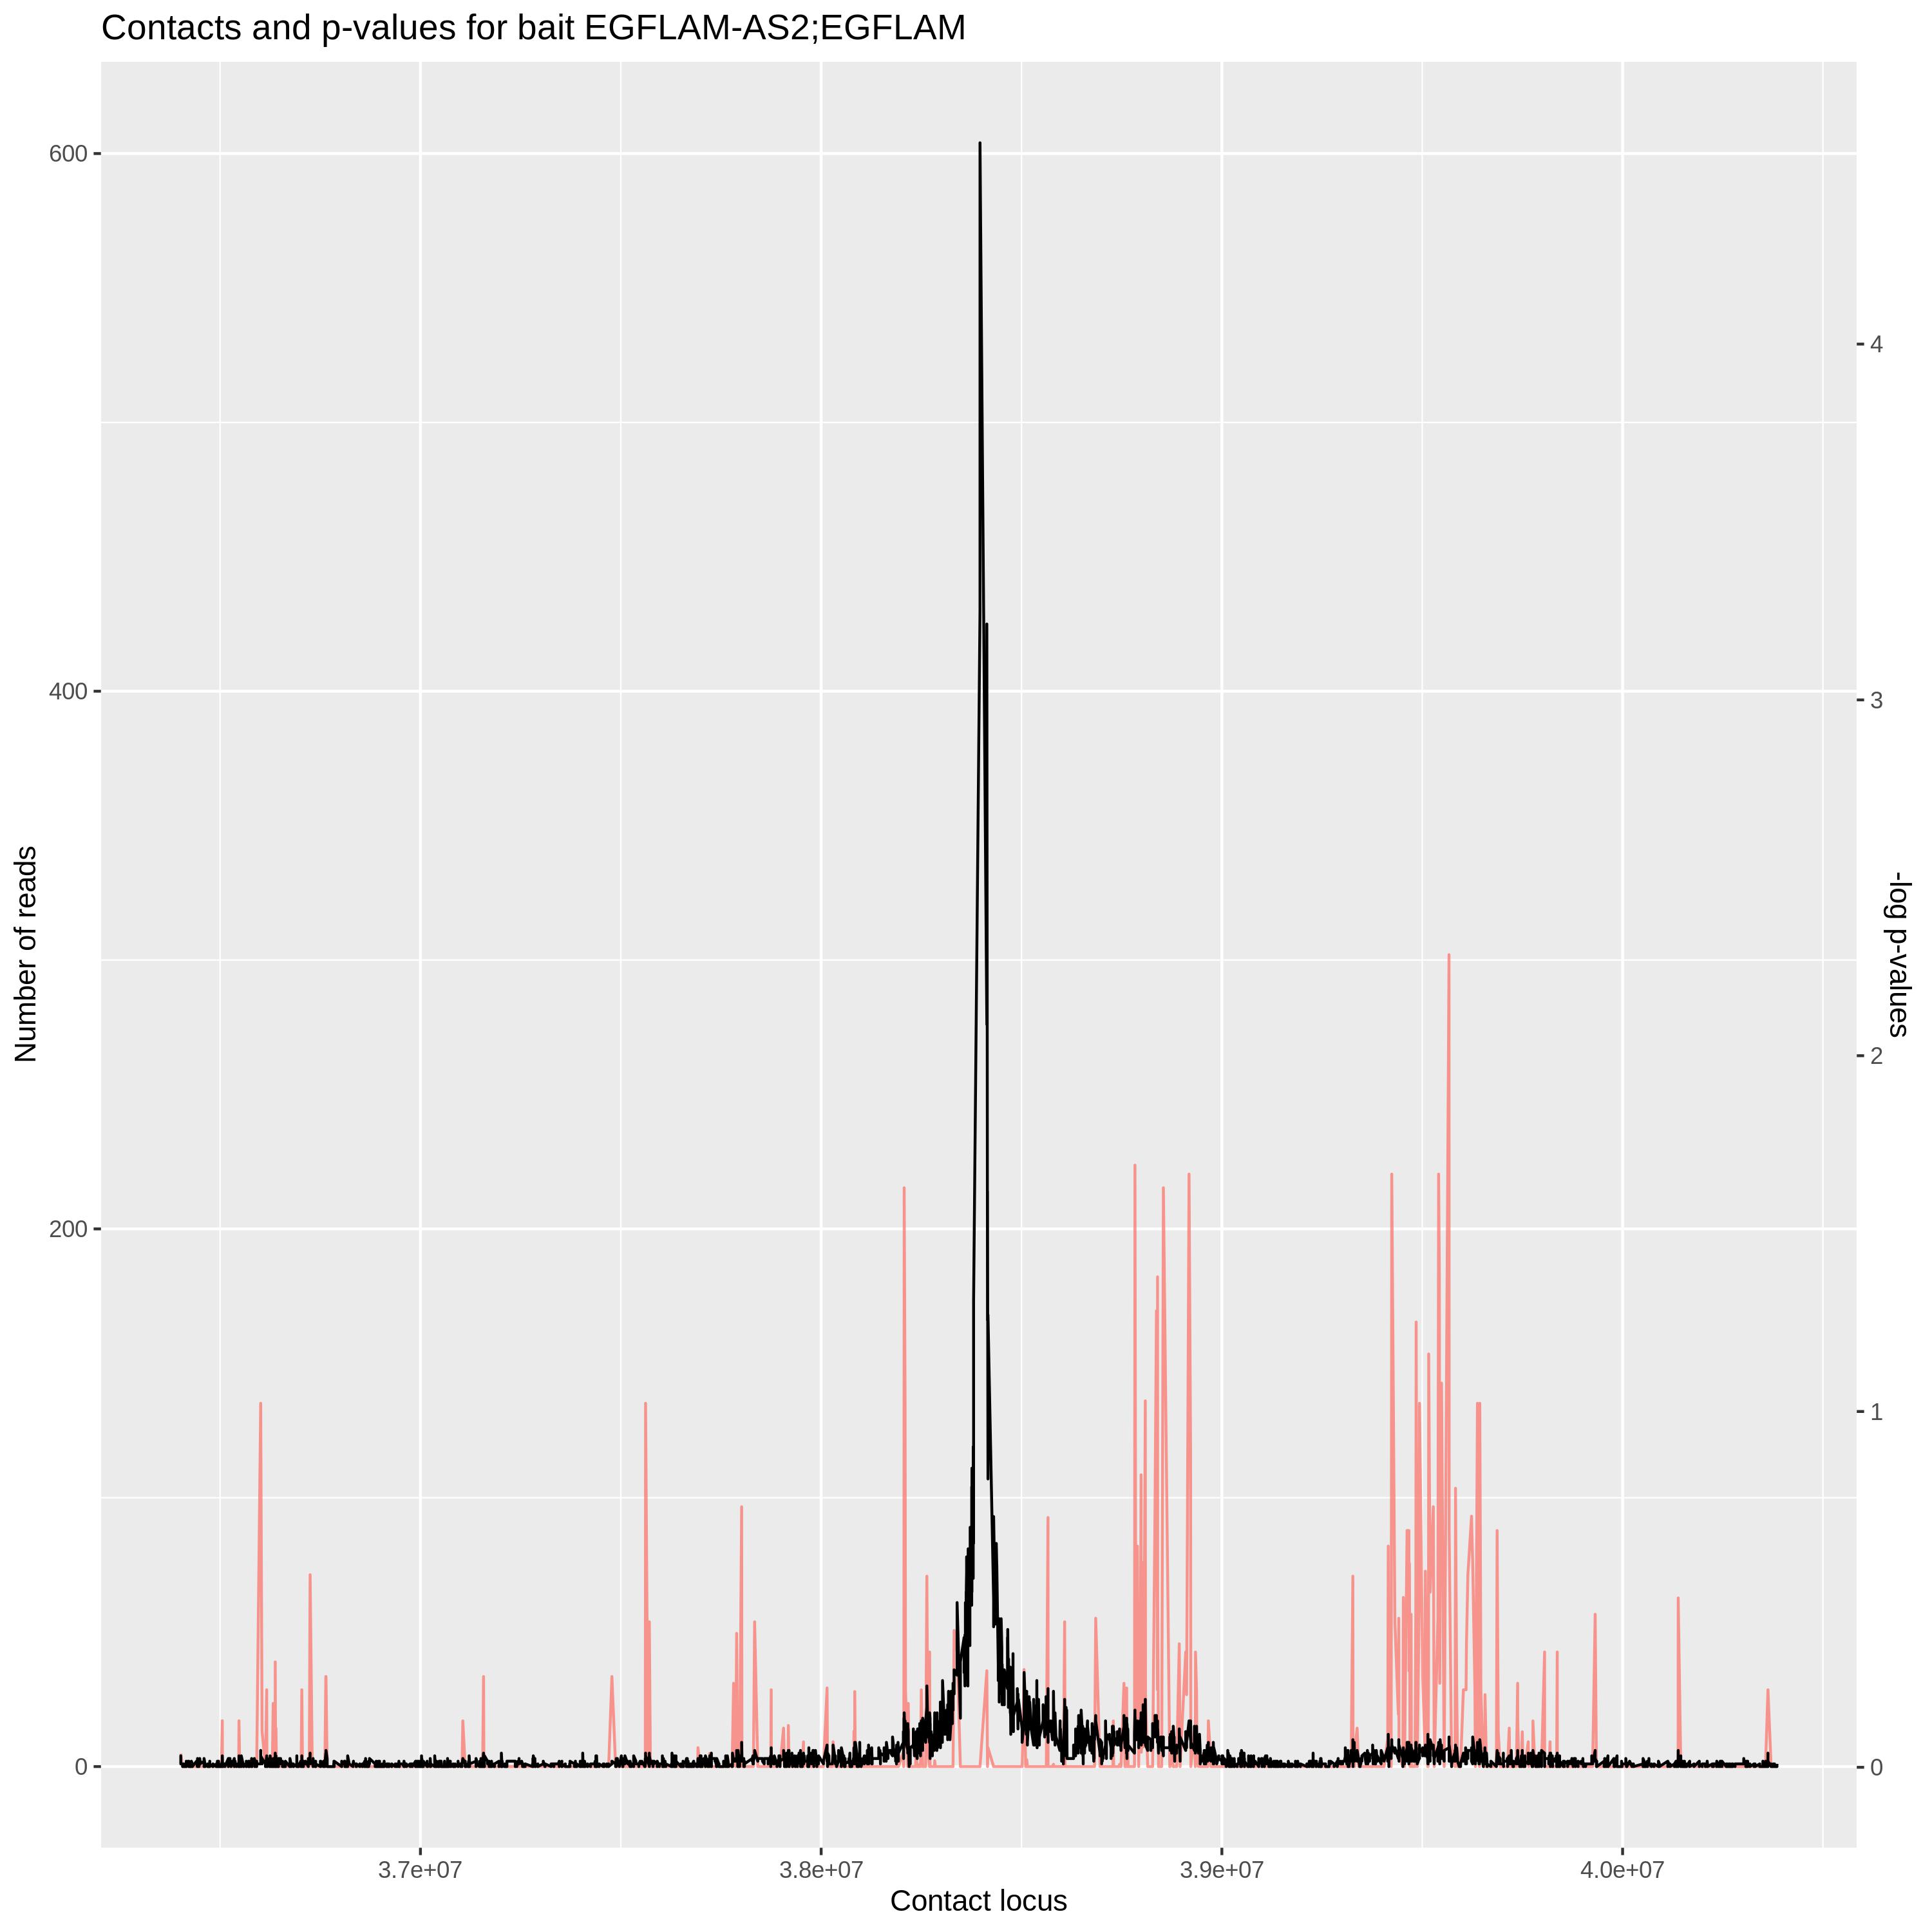 Contacts and p-values for bait EGFLAM-AS2;EGFLAM
600
400
200
0
Number of reads
4
3
2
1
0
-log p-values
3.7e+07
3.8e+07
3.9e+07
4.0e+07
Contact locus